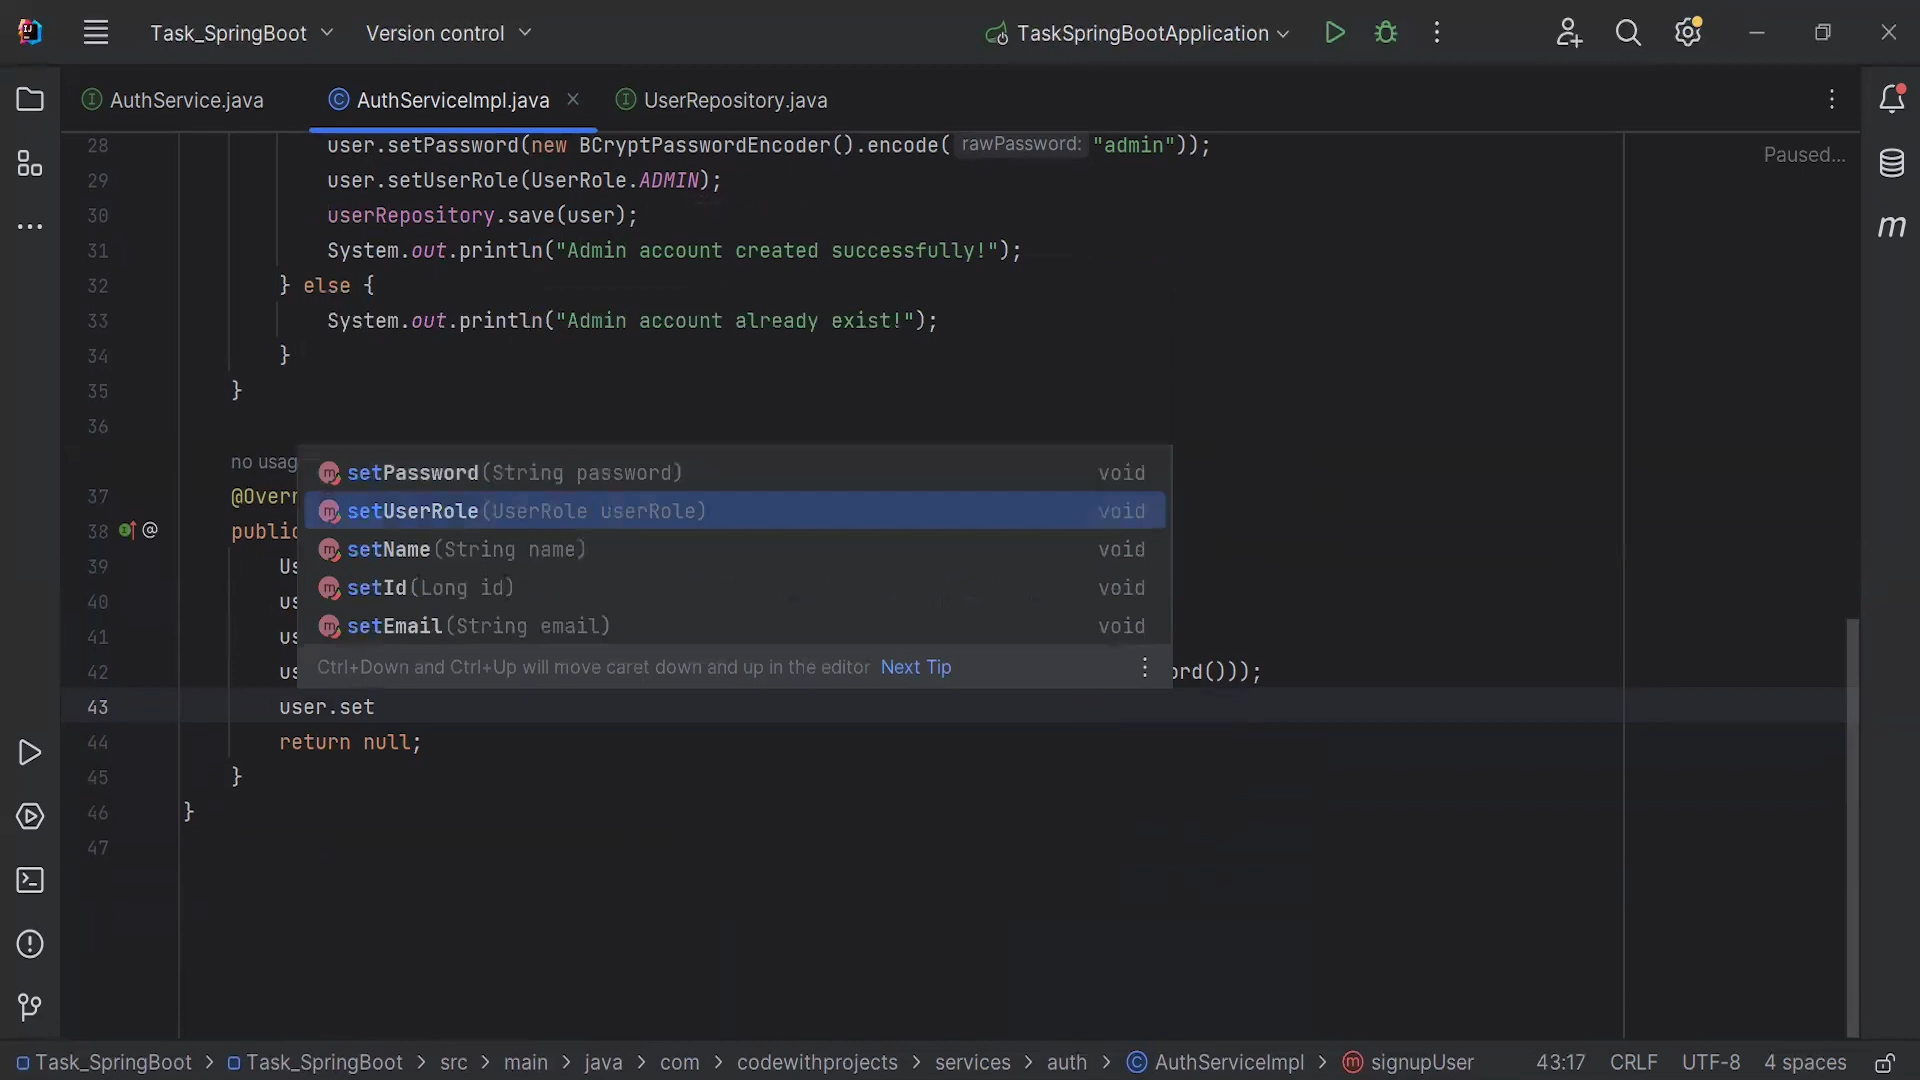 Task_SpringBoot Version control TaskSpringBootApplication
AuthService.java AuthServiceImpl.java UserRepository.java
28 user.setPassword(new BCryptPasswordEncoder().encode( rawPassword: "admin"));
Paused...
29 user.setUserRole(UserRole.ADMIN);
30 userRepository.save(user);
31 System.out.println("Admin account created successfully!");
32 } else {
33 System.out.println("Admin account already exist!");
34 }
35 }
36
no usag
37 @Overr
38 public
39 Us
40 us
41 us
42 us ord()));
setPassword(String password) void
setUserRole(UserRole userRole) void
setName(String name) void
setId(Long id) void
setEmail(String email) void
Ctrl+Down and Ctrl+Up will move caret down and up in the editor Next Tip
43 user.set
44 return null;
45 }
46 }
47
Task_SpringBoot > Task_SpringBoot > src > main > java > com > codewithprojects > services > auth > AuthServiceImpl > signupUser 43:17 CRLF UTF-8 4 spaces